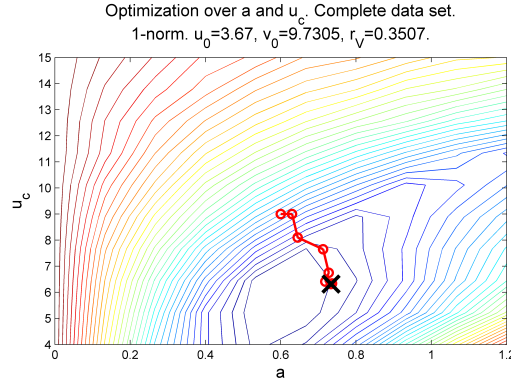 Optimization over a and u_c. Complete data set.
1-norm. u_0=3.67, v_0=9.7305, r_V=0.3507.
15
14
13
12
11
10
9
8
7
6
5
4
u_c
0 0.2 0.4 0.6 0.8 1 1.2
a